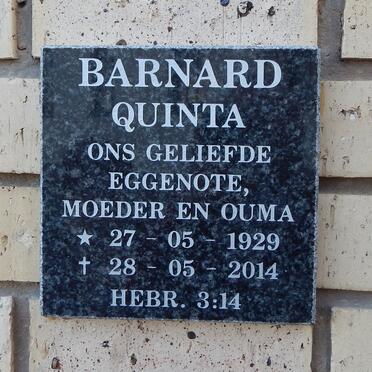 BARNARD
QUINTA
ONS GELIEFDE
EGGENOTE,
MOEDER EN OUMA
★ 27 - 05 - 1929
† 28 - 05 - 2014
HEBR. 3:14